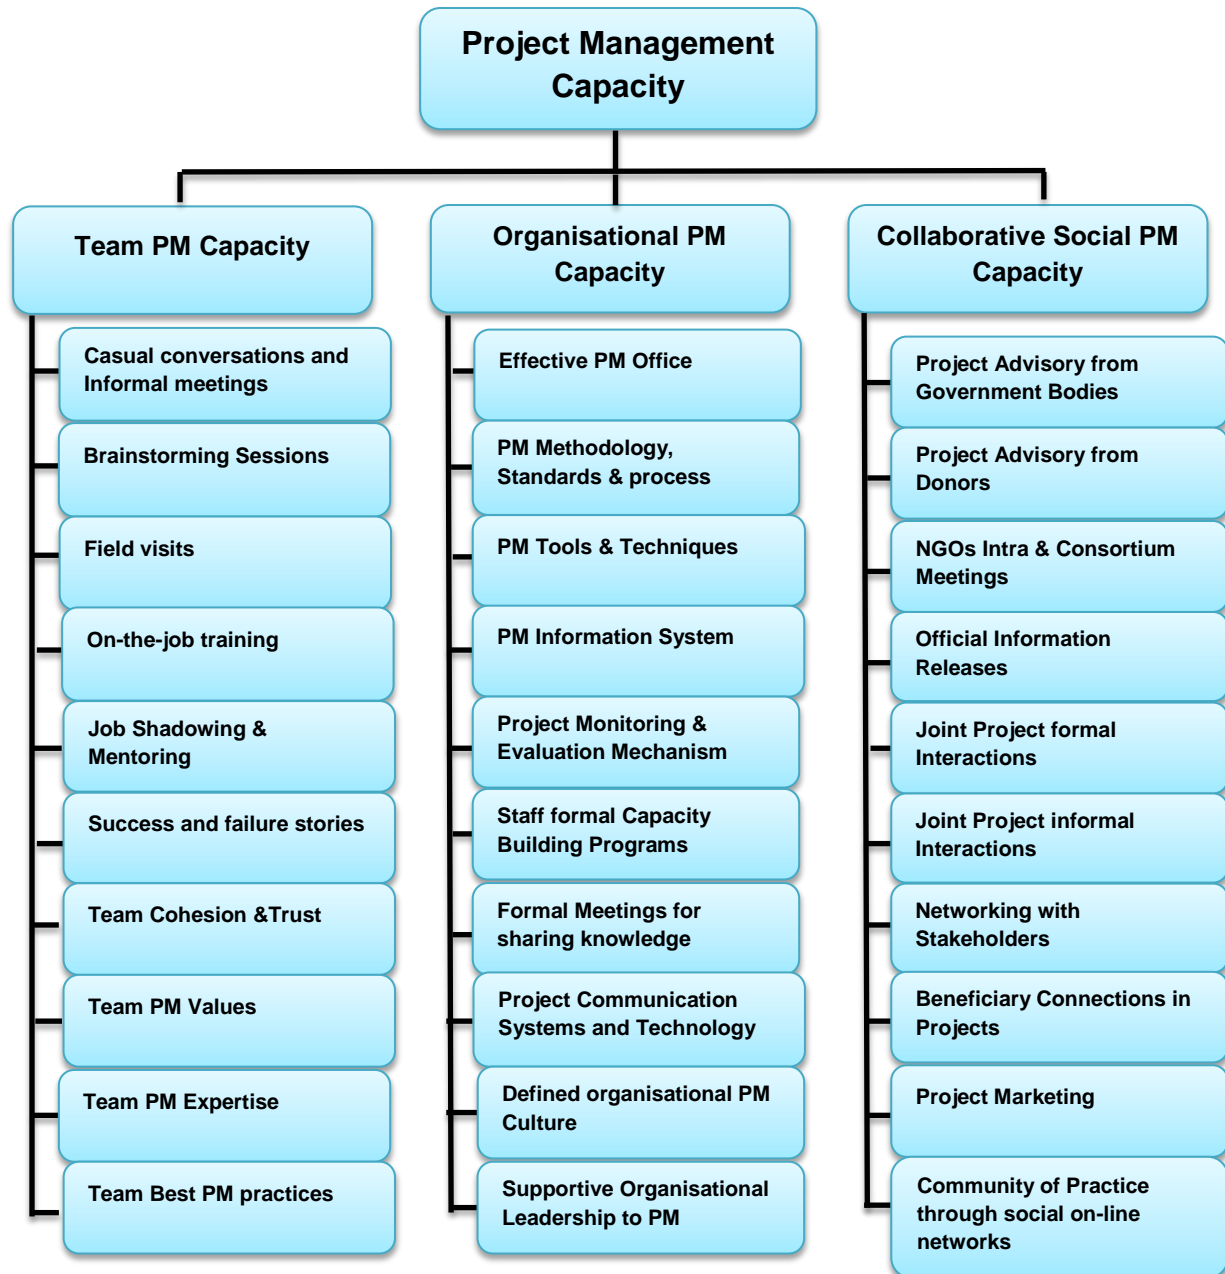 Project Management
Capacity
Team PM Capacity
Casual conversations and
Informal meetings
Brainstorming Sessions
Field visits
On-the-job training
Job Shadowing &
Mentoring
Success and failure stories
Team Cohesion &Trust
Team PM Values
Team PM Expertise
Team Best PM practices
Organisational PM
Capacity
Effective PM Office
PM Methodology,
Standards & process
PM Tools & Techniques
PM Information System
Project Monitoring &
Evaluation Mechanism
Staff formal Capacity
Building Programs
Formal Meetings for
sharing knowledge
Project Communication
Systems and Technology
Defined organisational PM
Culture
Supportive Organisational
Leadership to PM
Collaborative Social PM
Capacity
Project Advisory from
Government Bodies
Project Advisory from
Donors
NGOs Intra & Consortium
Meetings
Official Information
Releases
Joint Project formal
Interactions
Joint Project informal
Interactions
Networking with
Stakeholders
Beneficiary Connections in
Projects
Project Marketing
Community of Practice
through social on-line
networks